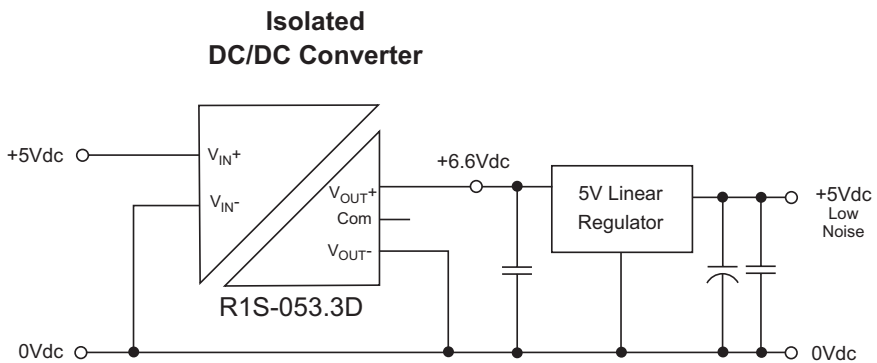 Isolated
DC/DC Converter
+5Vdc
VIN+
VIN-
VOUT+
Com
VOUT-
R1S-053.3D
+6.6Vdc
5V Linear
Regulator
+5Vdc
Low
Noise
0Vdc
0Vdc